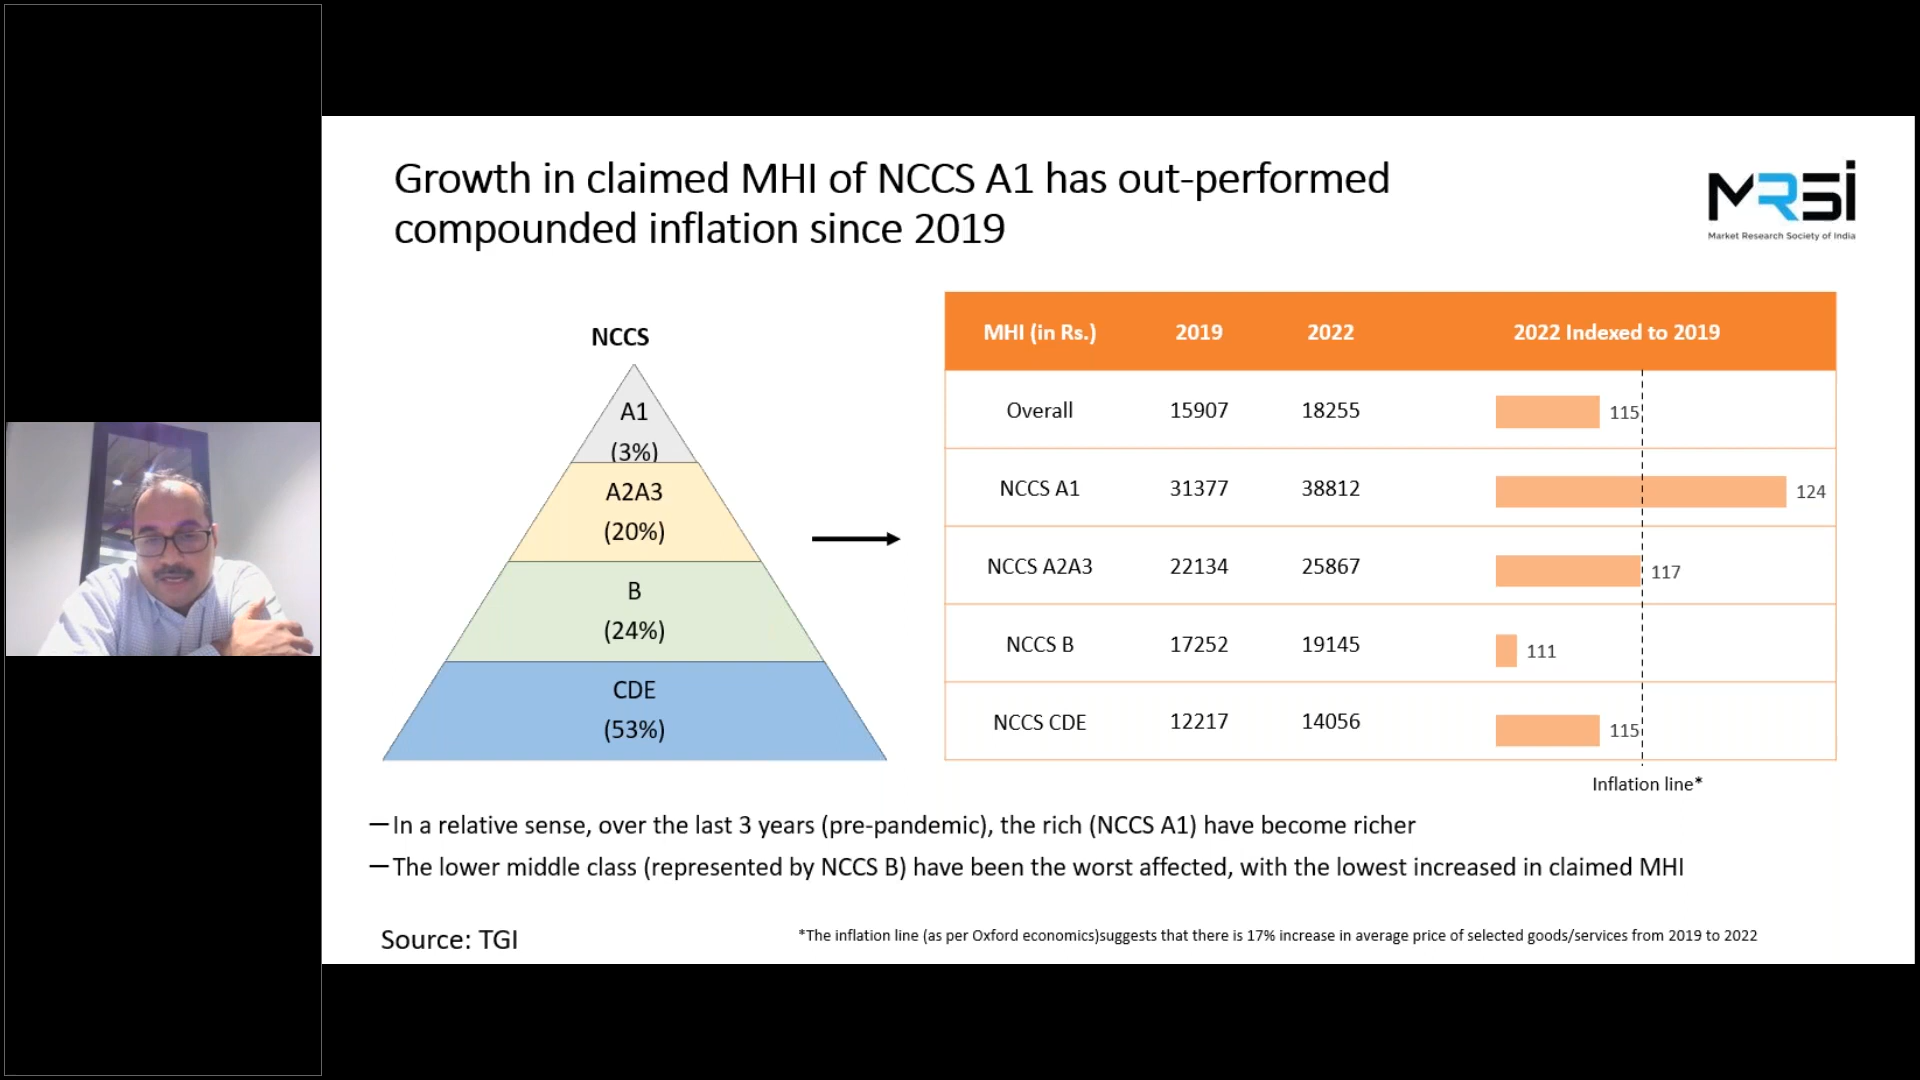 Growth in claimed MHI of NCCS A1 has out-performed
compounded inflation since 2019
MRSI
Market Research Society of India
NCCS
A1
(3%)
A2A3
(20%)
B
(24%)
CDE
(53%)
MHI (in Rs.) 2019 2022 2022 Indexed to 2019
Overall 15907 18255 115
NCCS A1 31377 38812 124
NCCS A2A3 22134 25867 117
NCCS B 17252 19145 111
NCCS CDE 12217 14056 115
Inflation line*
—In a relative sense, over the last 3 years (pre-pandemic), the rich (NCCS A1) have become richer
—The lower middle class (represented by NCCS B) have been the worst affected, with the lowest increased in claimed MHI
Source: TGI
*The inflation line (as per Oxford economics)suggests that there is 17% increase in average price of selected goods/services from 2019 to 2022